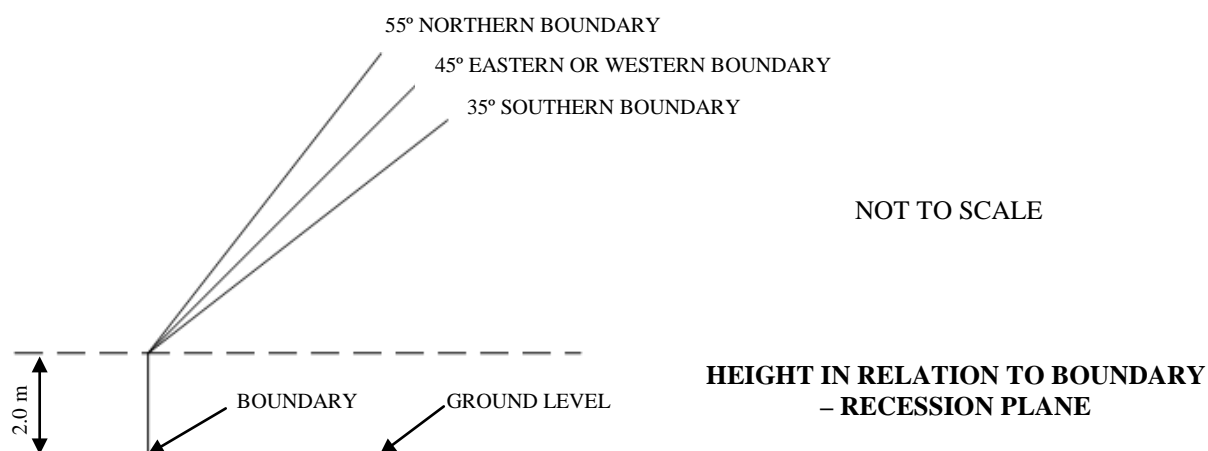 55º NORTHERN BOUNDARY
45º EASTERN OR WESTERN BOUNDARY
35º SOUTHERN BOUNDARY
NOT TO SCALE
HEIGHT IN RELATION TO BOUNDARY
– RECESSION PLANE
2.0 m
BOUNDARY
GROUND LEVEL